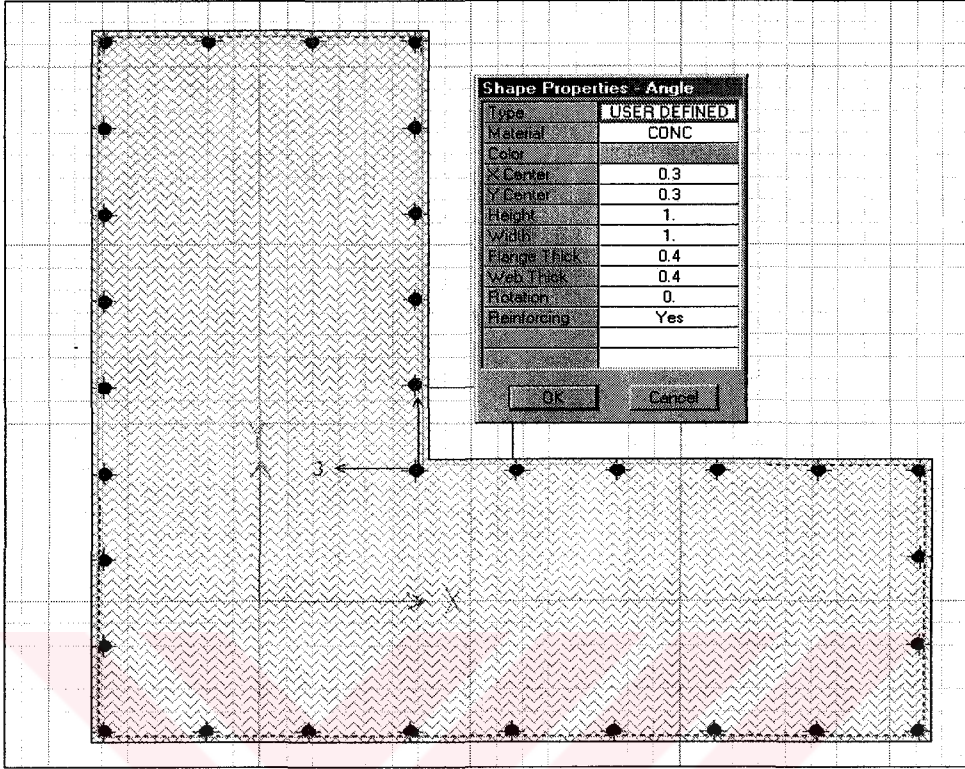 Shape Properties - Angle
Type USER DEFINED
Material CONC
Color
X Center 0.3
Y Center 0.3
Height 1.
Width 1.
Flange Thick 0.4
Web Thick 0.4
Rotation 0.
Reinforcing Yes
OK Cancel
3
X